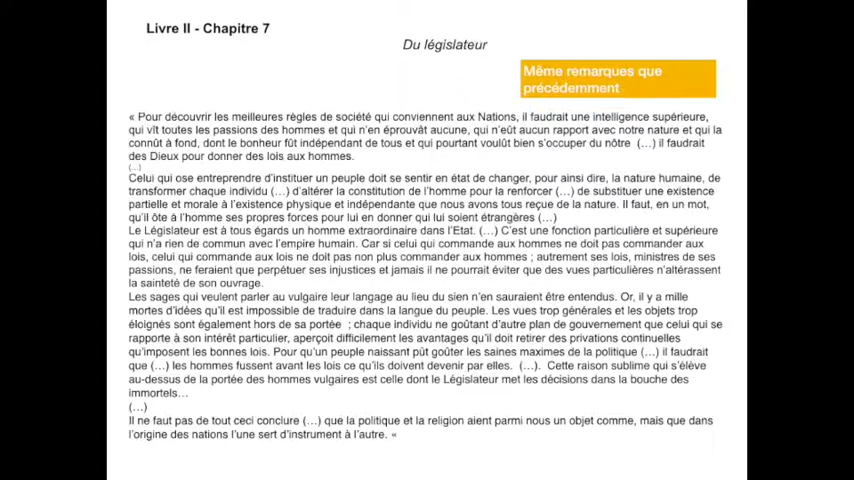 Livre II - Chapitre 7
Du législateur
Même remarques que
précédemment
« Pour découvrir les meilleures règles de société qui conviennent aux Nations, il faudrait une intelligence supérieure,
qui vît toutes les passions des hommes et qui n'en éprouvât aucune, qui n'eût aucun rapport avec notre nature et qui la
connût à fond, dont le bonheur fût indépendant de tous et qui pourtant voulût bien s'occuper du nôtre (…) il faudrait
des Dieux pour donner des lois aux hommes.
(…)
Celui qui ose entreprendre d'instituer un peuple doit se sentir en état de changer, pour ainsi dire, la nature humaine, de
transformer chaque individu (…) d'altérer la constitution de l'homme pour la renforcer (…) de substituer une existence
partielle et morale à l'existence physique et indépendante que nous avons tous reçue de la nature. Il faut, en un mot,
qu'il ôte à l'homme ses propres forces pour lui en donner qui lui soient étrangères (…)
Le Législateur est à tous égards un homme extraordinaire dans l'Etat. (…) C'est une fonction particulière et supérieure
qui n'a rien de commun avec l'empire humain. Car si celui qui commande aux hommes ne doit pas commander aux
lois, celui qui commande aux lois ne doit pas non plus commander aux hommes ; autrement ses lois, ministres de ses
passions, ne feraient que perpétuer ses injustices et jamais il ne pourrait éviter que des vues particulières n'altérassent
la sainteté de son ouvrage.
Les sages qui veulent parler au vulgaire leur langage au lieu du sien n'en sauraient être entendus. Or, il y a mille
mortes d'idées qu'il est impossible de traduire dans la langue du peuple. Les vues trop générales et les objets trop
éloignés sont également hors de sa portée ; chaque individu ne goûtant d'autre plan de gouvernement que celui qui se
rapporte à son intérêt particulier, aperçoit difficilement les avantages qu'il doit retirer des privations continuelles
qu'imposent les bonnes lois. Pour qu'un peuple naissant pût goûter les saines maximes de la politique (…) il faudrait
que (…) les hommes fussent avant les lois ce qu'ils doivent devenir par elles. (…). Cette raison sublime qui s'élève
au-dessus de la portée des hommes vulgaires est celle dont le Législateur met les décisions dans la bouche des
immortels…
(…)
Il ne faut pas de tout ceci conclure (…) que la politique et la religion aient parmi nous un objet comme, mais que dans
l'origine des nations l'une sert d'instrument à l'autre. «